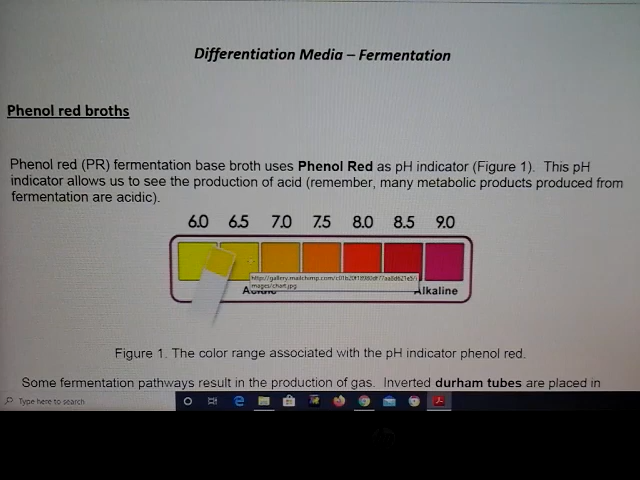 Differentiation Media – Fermentation
Phenol red broths
Phenol red (PR) fermentation base broth uses Phenol Red as pH indicator (Figure 1). This pH
indicator allows us to see the production of acid (remember, many metabolic products produced from
fermentation are acidic).
6.0 6.5 7.0 7.5 8.0 8.5 9.0
Alkaline
Figure 1. The color range associated with the pH indicator phenol red.
Some fermentation pathways result in the production of gas. Inverted durham tubes are placed in
Type here to search